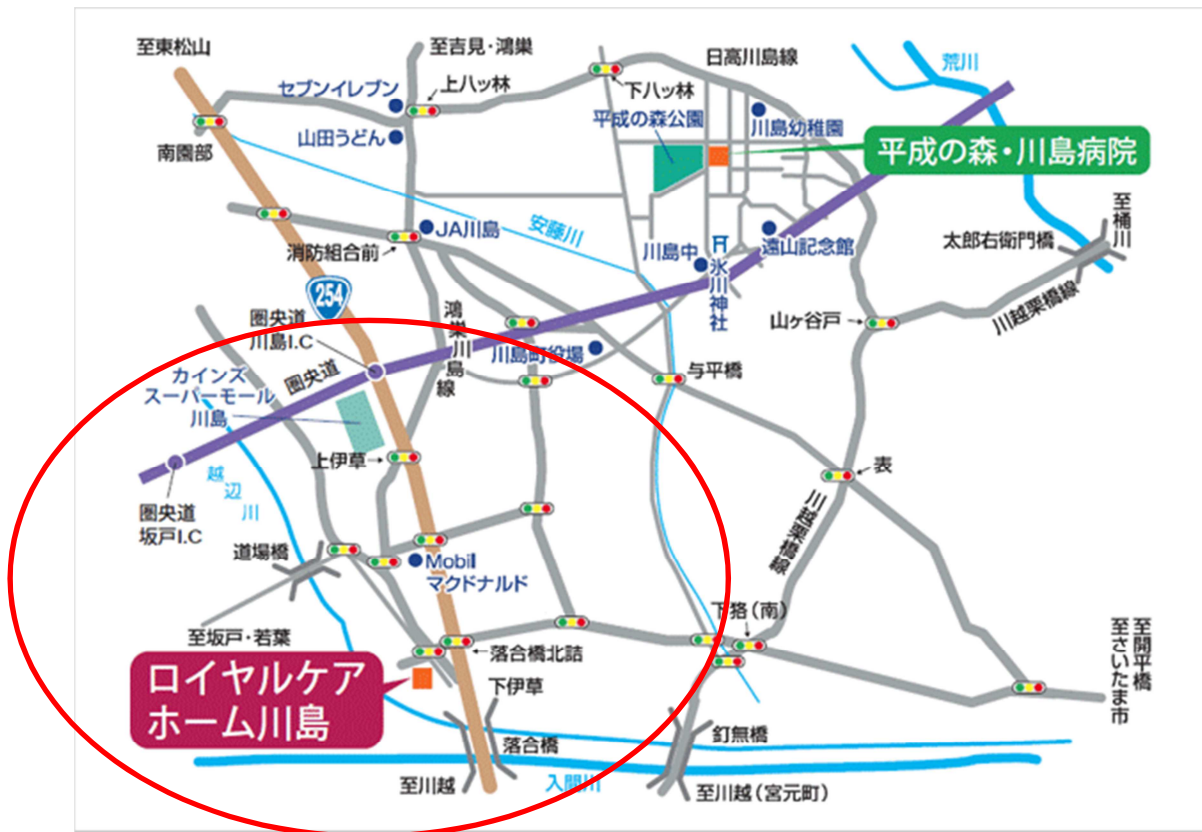 至東松山
至吉見・鴻巣
日高川島線
荒川
セブンイレブン
上ハッ林
下ハッ林
山田うどん
平成の森公園
川島幼稚園
平成の森・川島病院
南園部
JA川島
安藤川
消防組合前
川島中
氷川神社
遠山記念館
太郎右衛門橋
至桶川
254
圏央道
川島I.C
鴻巣川島線
山ヶ谷戸
川越栗橋線
圏央道
川島町役場
与平橋
カインズ
スーパーモール
川島
上伊草
表
越辺川
圏央道
坂戸I.C
川越栗橋線
道場橋
Mobil
マクドナルド
至坂戸・若葉
下狢（南）
落合橋北詰
至開平橋
至さいたま市
ロイヤルケア
ホーム川島
下伊草
落合橋
釘無橋
至川越
入間川
至川越（宮元町）